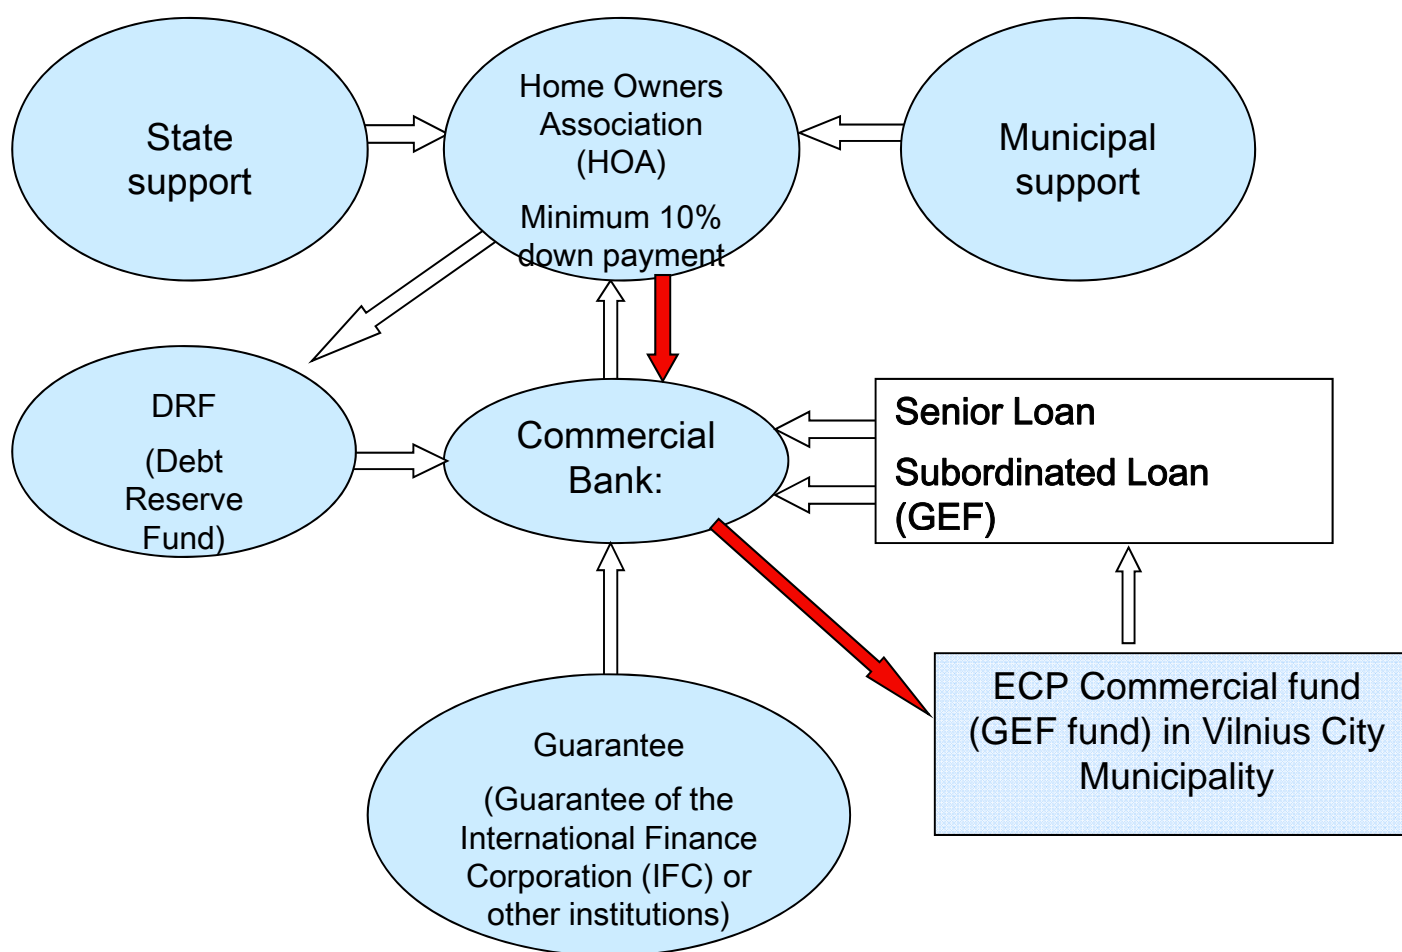 State
support
Home Owners
Association
(HOA)
Minimum 10%
down payment
Municipal
support
DRF
(Debt
Reserve
Fund)
Commercial
Bank:
Senior Loan
Subordinated Loan
(GEF)
Guarantee
(Guarantee of the
International Finance
Corporation (IFC) or
other institutions)
ECP Commercial fund
(GEF fund) in Vilnius City
Municipality